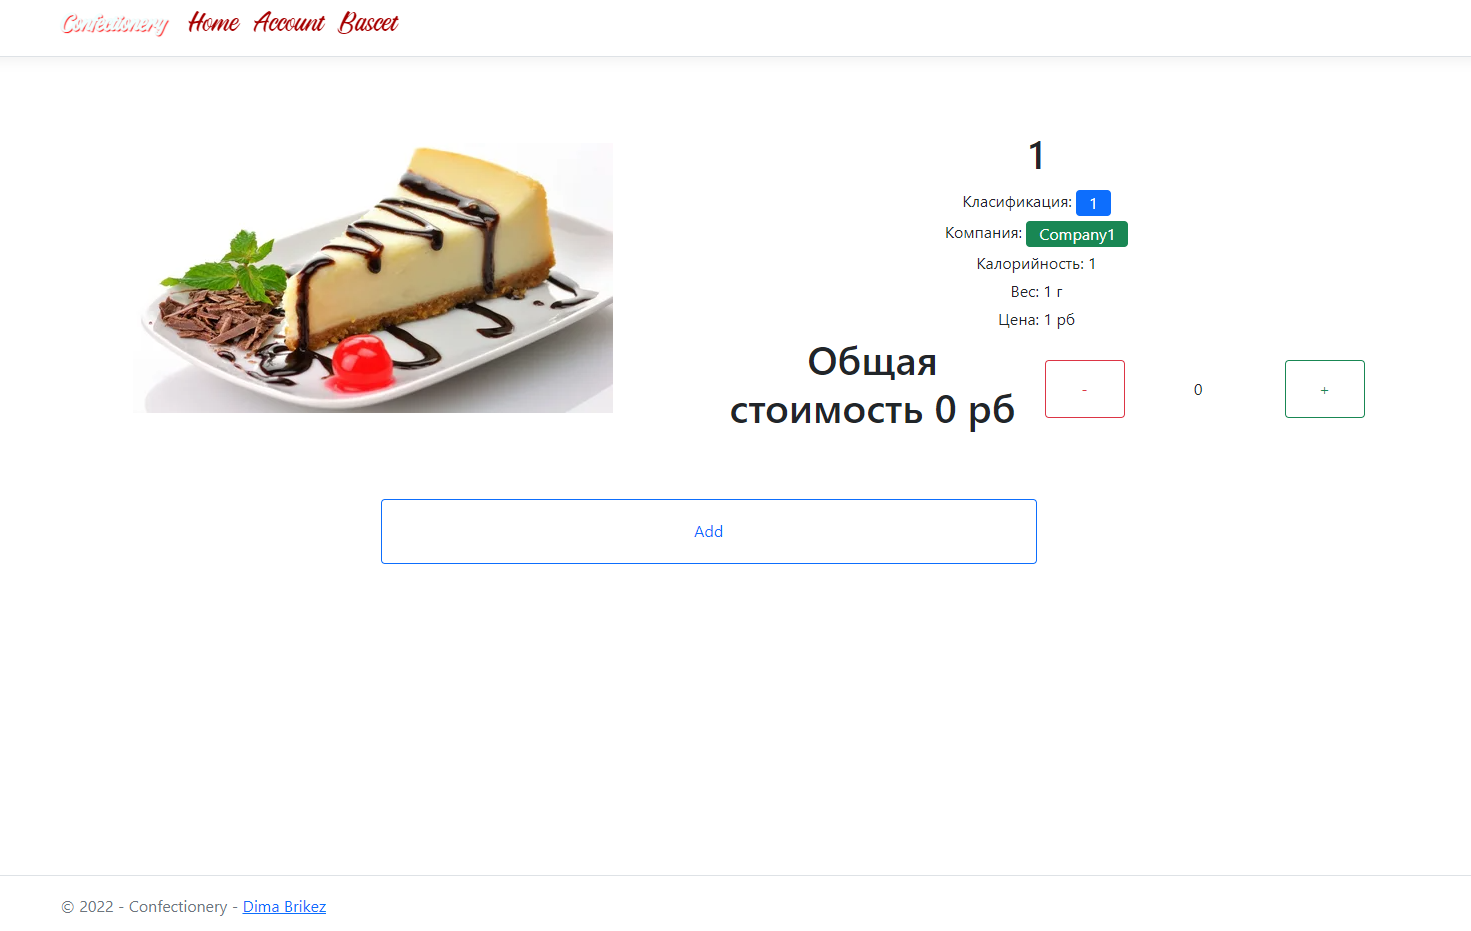 Confectionery Home Account Bascet
1
Класификация: 1
Компания: Company1
Калорийность: 1
Вес: 1 г
Цена: 1 рб
Общая
стоимость 0 рб
- 0 +
Add
© 2022 - Confectionery - Dima Brikez